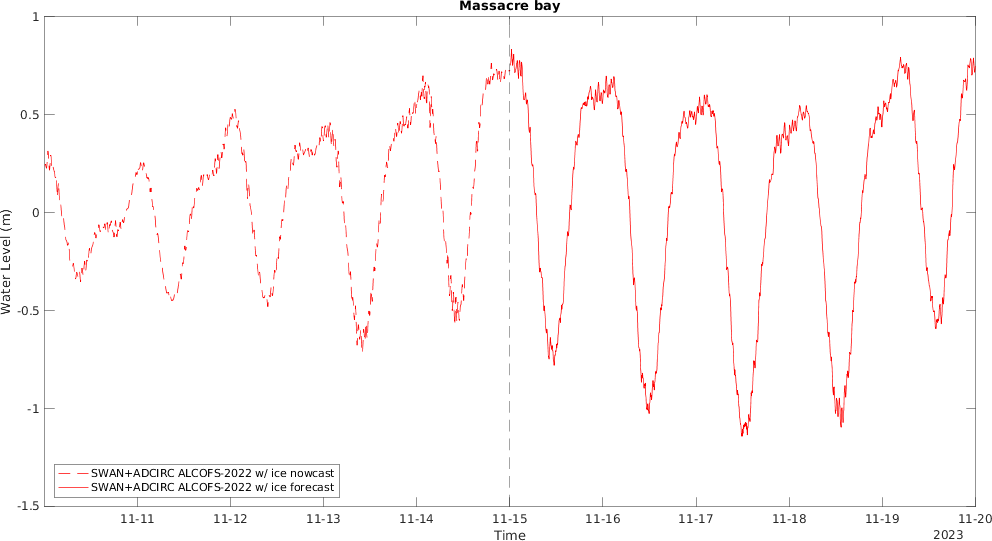 Massacre bay
1
0.5
0
-0.5
-1
-1.5
Water Level (m)
SWAN+ADCIRC ALCOFS-2022 w/ ice nowcast
SWAN+ADCIRC ALCOFS-2022 w/ ice forecast
11-11 11-12 11-13 11-14 11-15 11-16 11-17 11-18 11-19 11-20
Time
2023